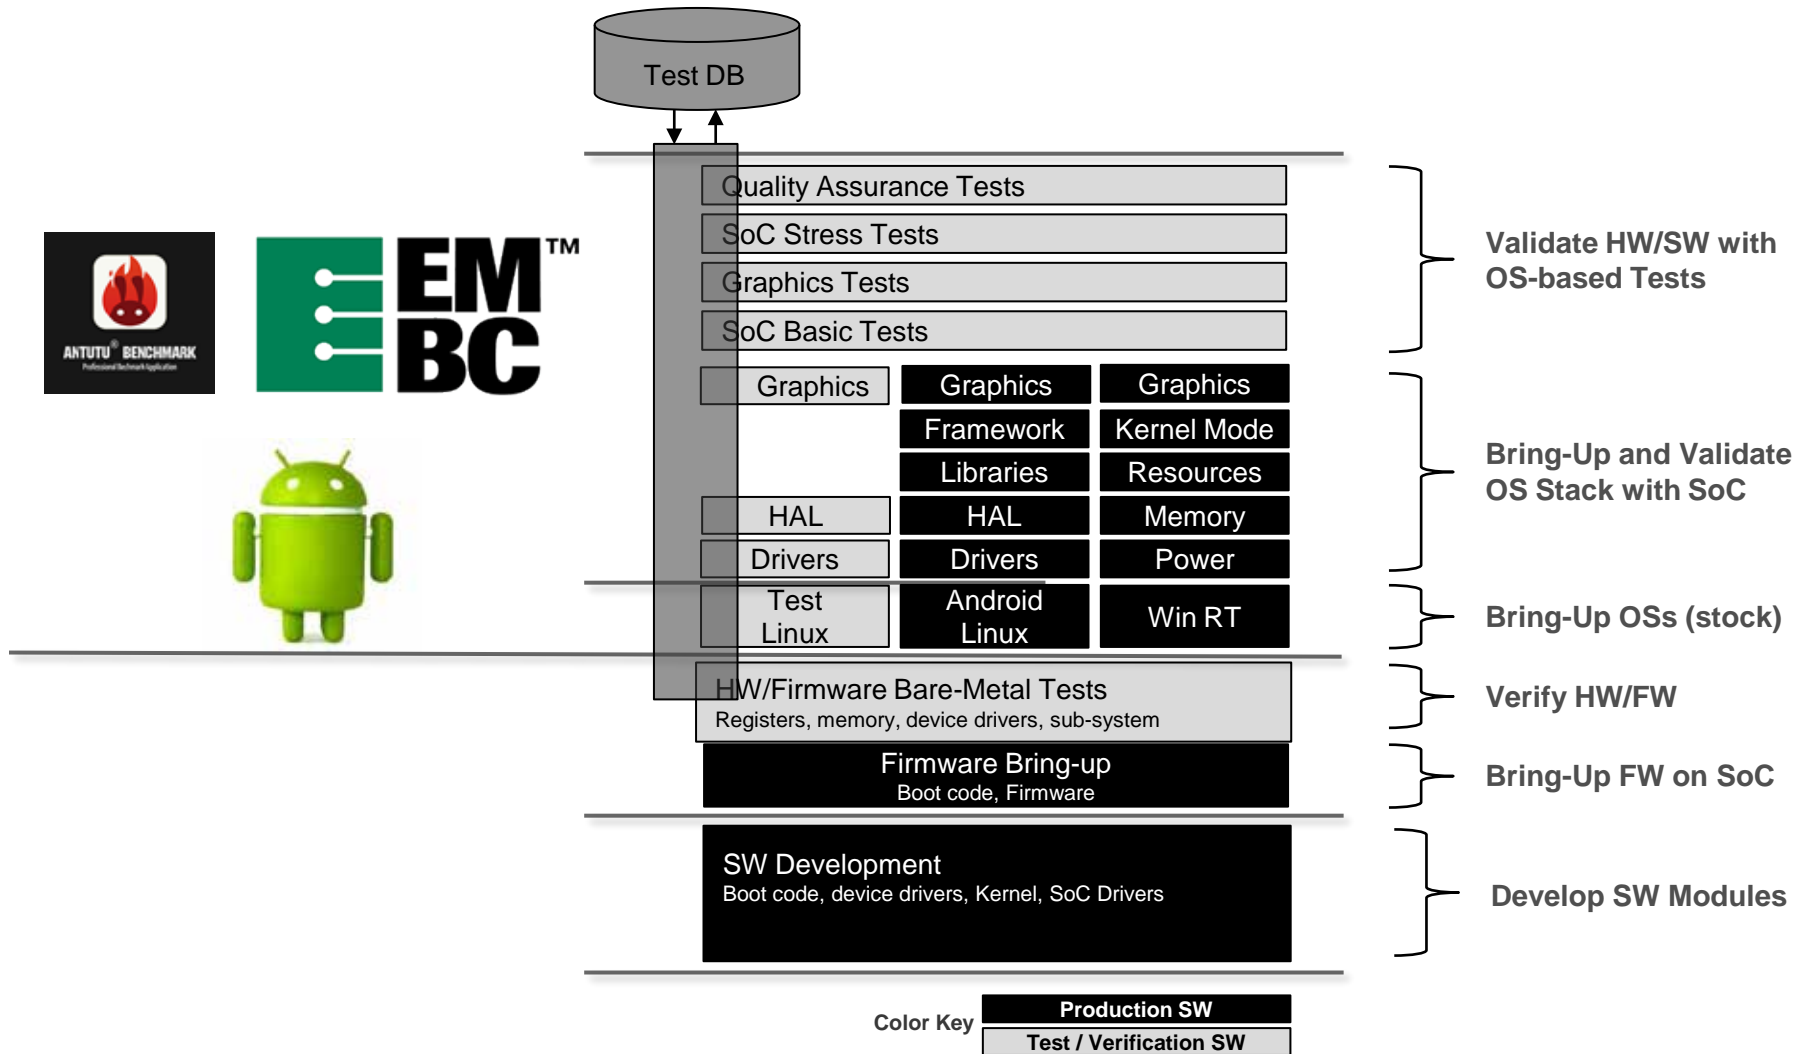 Test DB
Quality Assurance Tests
SoC Stress Tests
Graphics Tests
SoC Basic Tests
Validate HW/SW with
OS-based Tests
ANTUTU® BENCHMARK
Professional Benchmark Application
EM™
BC
Graphics
Graphics
Graphics
Framework
Kernel Mode
Libraries
Resources
HAL
HAL
Memory
Drivers
Drivers
Power
Bring-Up and Validate
OS Stack with SoC
Test
Linux
Android
Linux
Win RT
Bring-Up OSs (stock)
HW/Firmware Bare-Metal Tests
Registers, memory, device drivers, sub-system
Verify HW/FW
Firmware Bring-up
Boot code, Firmware
Bring-Up FW on SoC
SW Development
Boot code, device drivers, Kernel, SoC Drivers
Develop SW Modules
Color Key
Production SW
Test / Verification SW